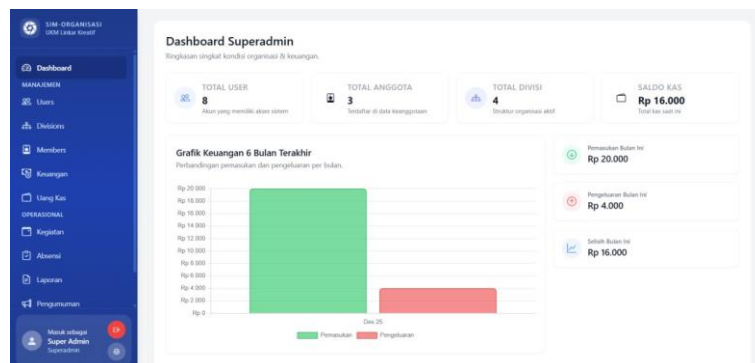 SIM-ORGANISASI
UKM Linkar Kreatif
Dashboard
MANAJEMEN
Users
Divisions
Members
Keuangan
Uang Kas
OPERASIONAL
Kegiatan
Absensi
Laporan
Pengumuman
Masuk sebagai
Super Admin
Superadmin
Dashboard Superadmin
Ringkasan singkat kondisi organisasi & keuangan.
TOTAL USER
8
Akun yang memiliki akses sistem
TOTAL ANGGOTA
3
Terdaftar di data keanggotaan
TOTAL DIVISI
4
Struktur organisasi aktif
SALDO KAS
Rp 16.000
Total kas saat ini
Grafik Keuangan 6 Bulan Terakhir
Perbandingan pemasukan dan pengeluaran per bulan.
Rp 20.000
Rp 18.000
Rp 16.000
Rp 14.000
Rp 12.000
Rp 10.000
Rp 8.000
Rp 6.000
Rp 4.000
Rp 2.000
Rp 0
Des 25
Pemasukan Pengeluaran
Pemasukan Bulan Ini
Rp 20.000
Pengeluaran Bulan Ini
Rp 4.000
Selisih Bulan Ini
Rp 16.000